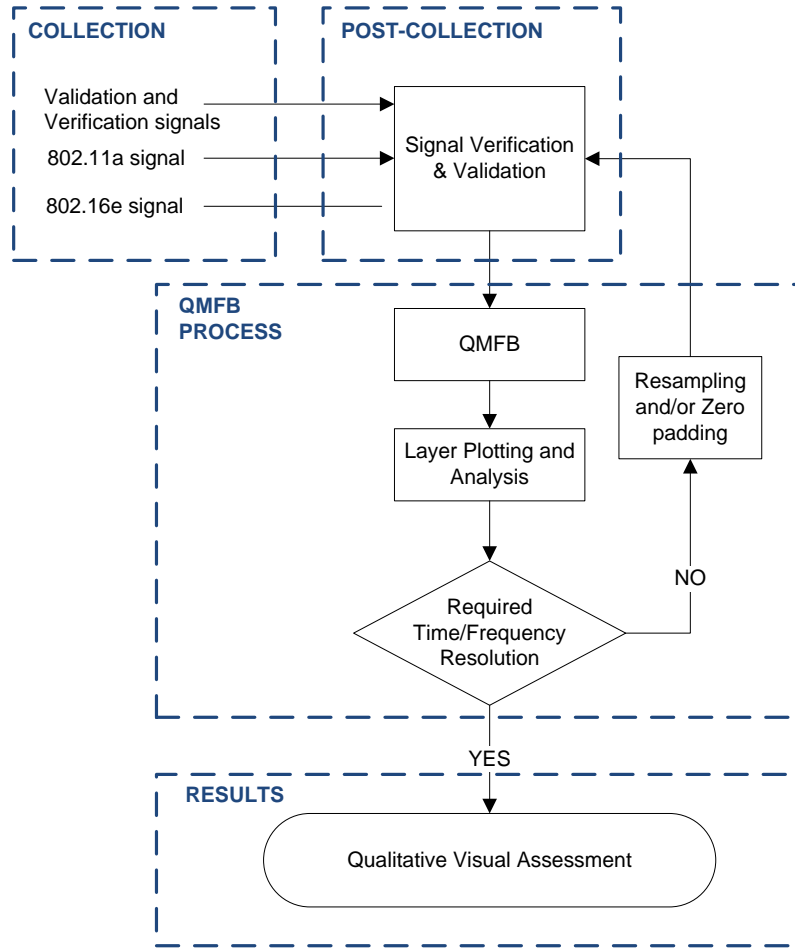 COLLECTION
POST-COLLECTION
Validation and
Verification signals
802.11a signal
802.16e signal
Signal Verification
& Validation
QMFB
PROCESS
QMFB
Resampling
and/or Zero
padding
Layer Plotting and
Analysis
Required
Time/Frequency
Resolution
NO
YES
RESULTS
Qualitative Visual Assessment